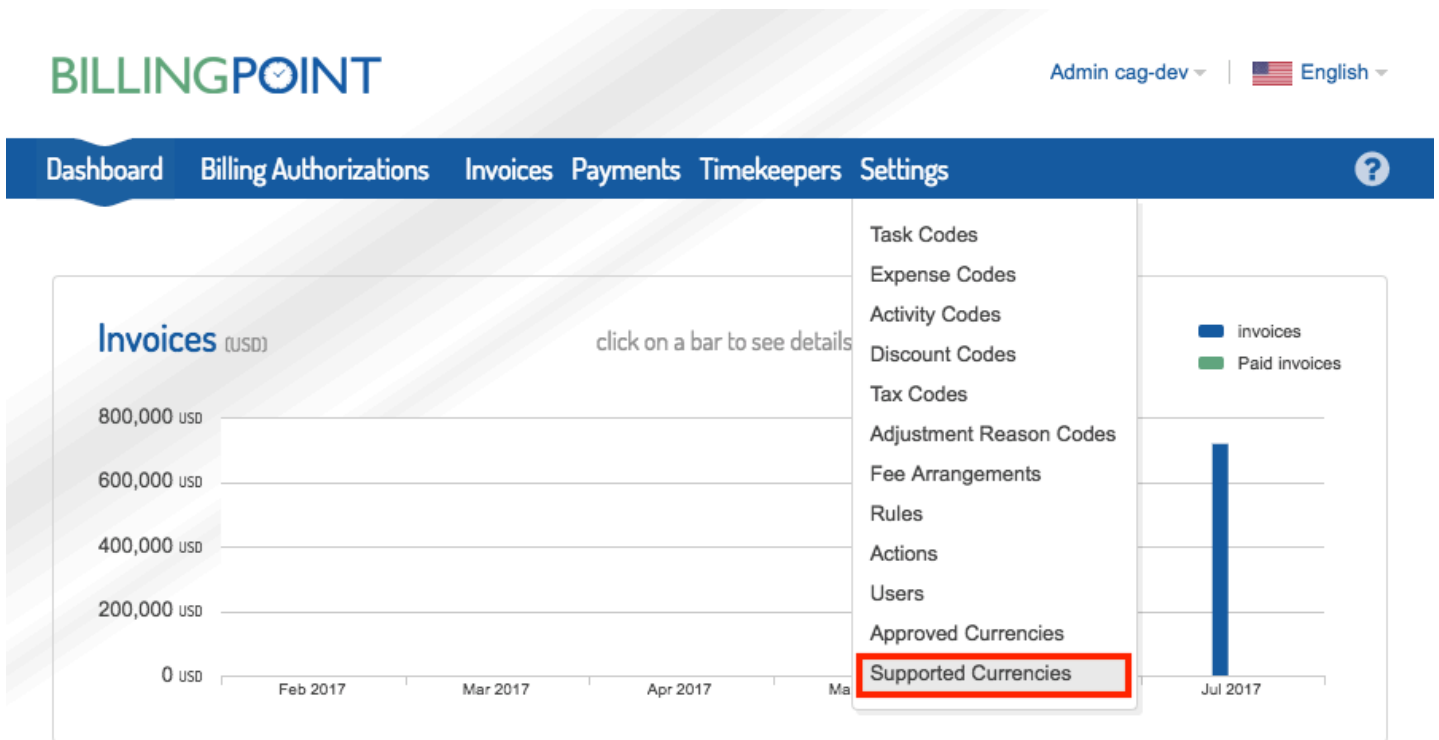 BILLINGPOINT
Admin cag-dev
English
Dashboard Billing Authorizations Invoices Payments Timekeepers Settings ?
Task Codes
Expense Codes
Activity Codes
Discount Codes
Tax Codes
Adjustment Reason Codes
Fee Arrangements
Rules
Actions
Users
Approved Currencies
Supported Currencies
Invoices (USD)
click on a bar to see details
invoices
Paid invoices
800,000 USD
600,000 USD
400,000 USD
200,000 USD
0 USD
Feb 2017 Mar 2017 Apr 2017 Ma Jul 2017